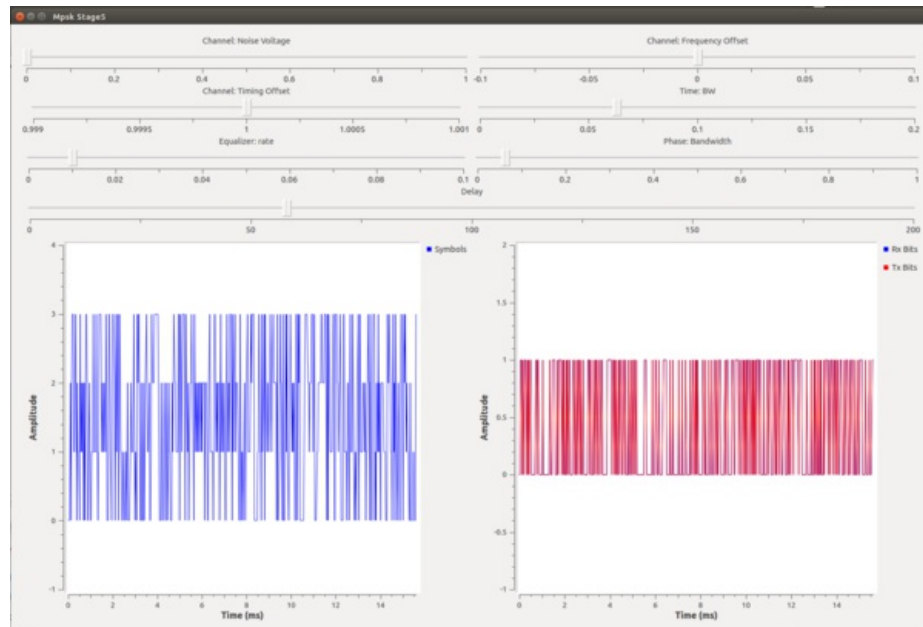 Mpsk Stage5
Channel: Noise Voltage
Channel: Frequency Offset
0 0.2 0.4 0.6 0.8 1
-0.1 -0.05 0 0.05 0.1
Channel: Timing Offset
Time: BW
0.999 0.9995 1 1.0005 1.001
0 0.05 0.1 0.15 0.2
Equalizer: rate
Phase: Bandwidth
0 0.02 0.04 0.06 0.08 0.1
0 0.2 0.4 0.6 0.8 1
Delay
0 50 100 150 200
4
3
2
1
0
-1
Amplitude
Symbols
0 2 4 6 8 10 12 14
Time (ms)
2
1.5
1
0.5
0
-0.5
-1
Amplitude
Rx Bits
Tx Bits
0 2 4 6 8 10 12 14
Time (ms)